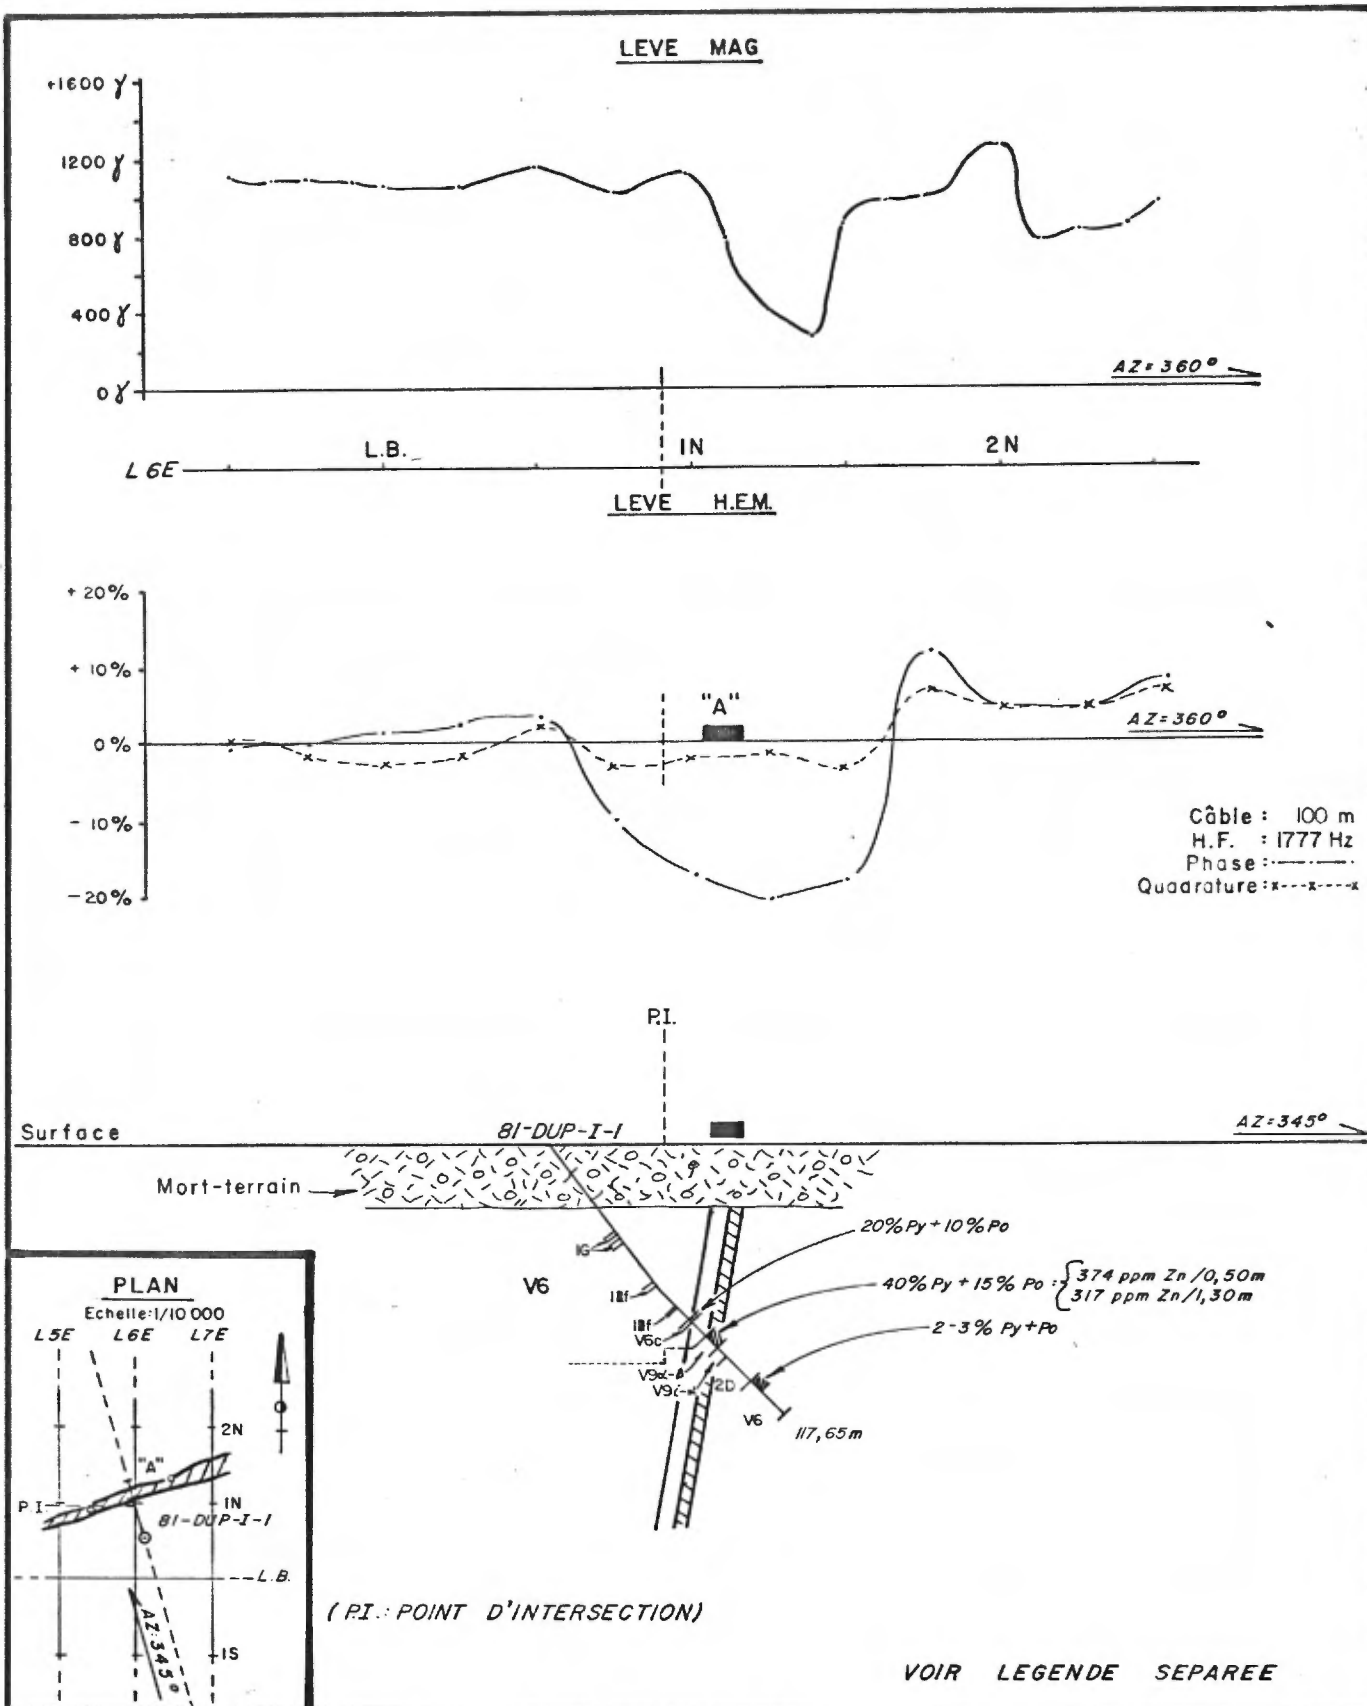 LEVE MAG
+1600 γ
1200 γ
800 γ
400 γ
0 γ
AZ=360°
L.B.
1N
2N
L6E
LEVE H.E.M.
+20%
+10%
0%
-10%
-20%
"A"
AZ=360°
Câble: 100 m
H.F. : 1777 Hz
Phase:
Quadrature: x---x----x
P.I.
Surface
81-DUP-I-1
AZ=345°
Mort-terrain
20% Py + 10% Po
1G
V6
40% Py + 15% Po : { 374 ppm Zn/0,50m
317 ppm Zn/1,30m
V6c
2-3% Py+Po
2D
V6
117,65m
PLAN
Echelle:1/10 000
L5E L6E L7E
2N
"A"
P.I.
1N
81-DUP-I-1
L.B.
AZ:345°
1S
(P.I.: POINT D'INTERSECTION)
VOIR LEGENDE SEPAREE